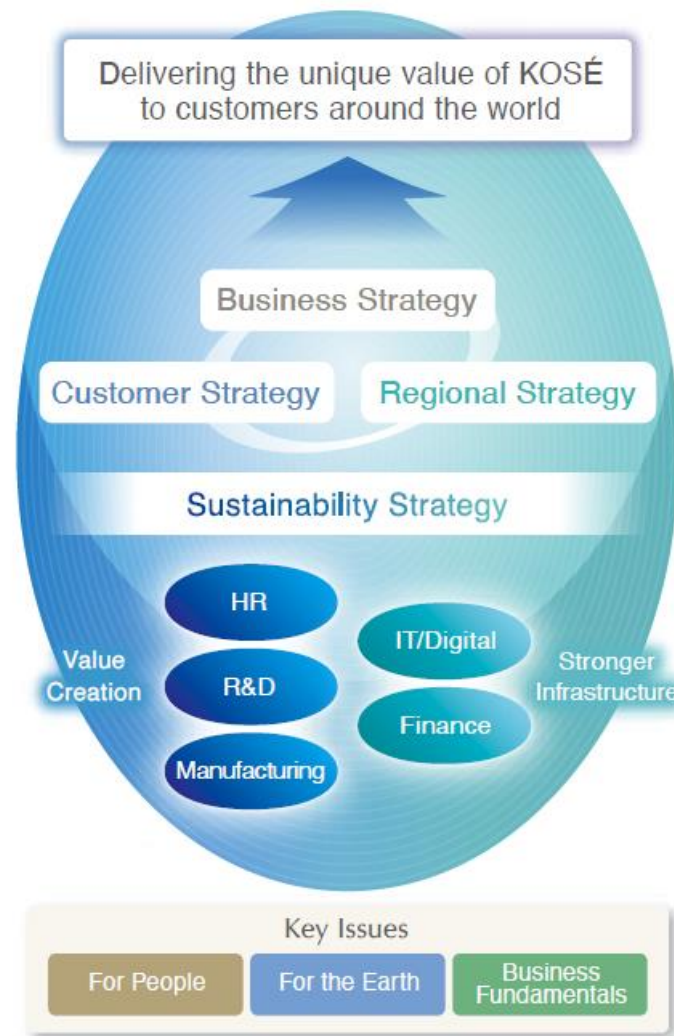 Delivering the unique value of KOSÉ
to customers around the world
Business Strategy
Customer Strategy
Regional Strategy
Sustainability Strategy
Value
Creation
HR
R&D
Manufacturing
IT/Digital
Finance
Stronger
Infrastructure
Key Issues
For People
For the Earth
Business
Fundamentals